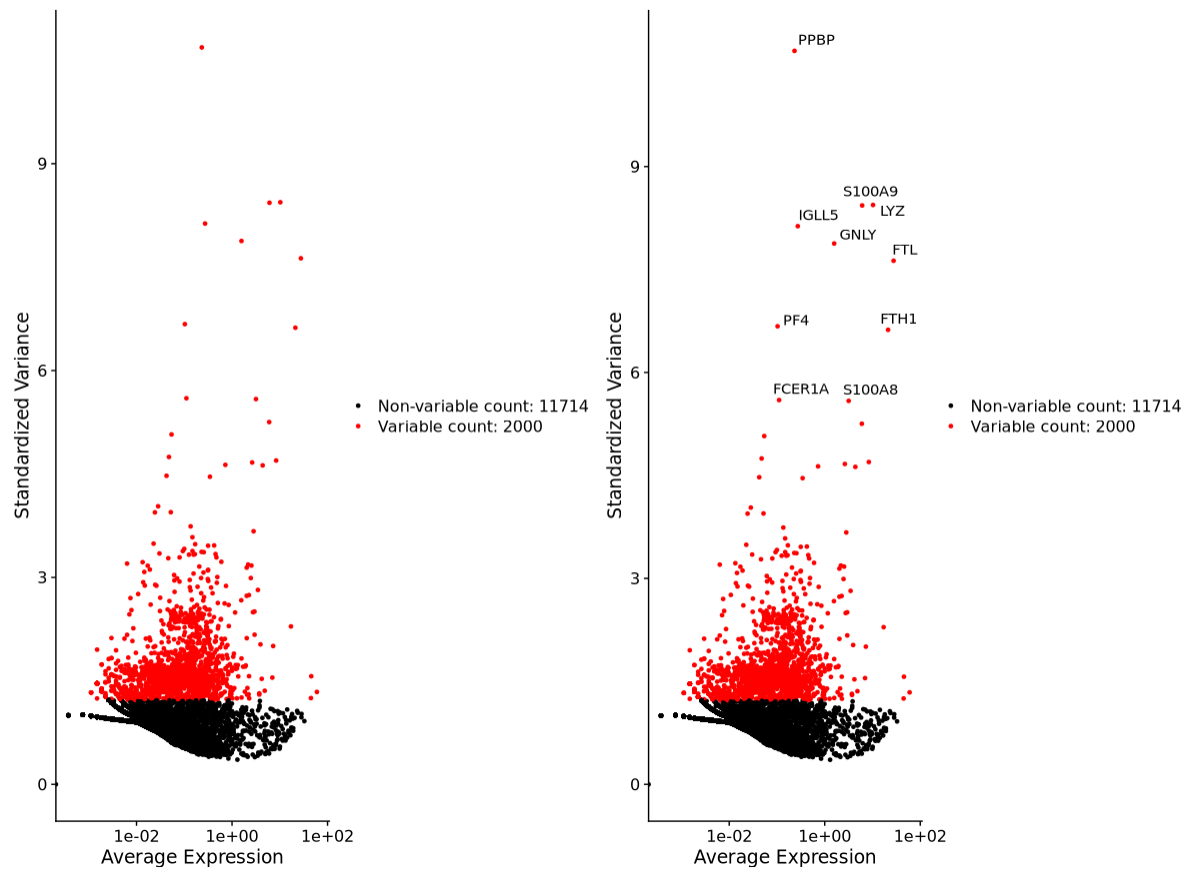 9
6
3
0
Standardized Variance
1e-02 1e+00 1e+02
Average Expression
Non-variable count: 11714
Variable count: 2000
PPBP
9
S100A9
LYZ
IGLL5
GNLY
FTL
PF4
FTH1
6
FCER1A
S100A8
3
0
Standardized Variance
1e-02 1e+00 1e+02
Average Expression
Non-variable count: 11714
Variable count: 2000